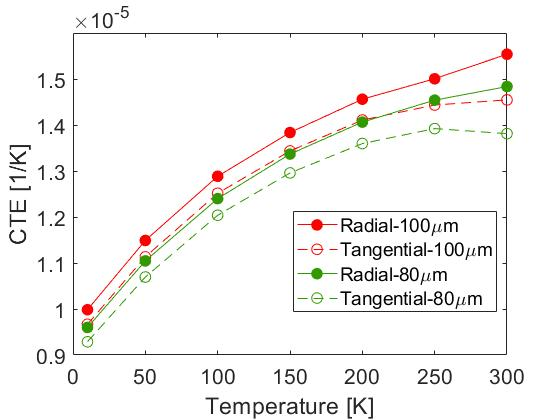 ×10⁻⁵
CTE [1/K]
1.5
1.4
1.3
1.2
1.1
1
0.9
0 50 100 150 200 250 300
Temperature [K]
Radial-100μm
Tangential-100μm
Radial-80μm
Tangential-80μm